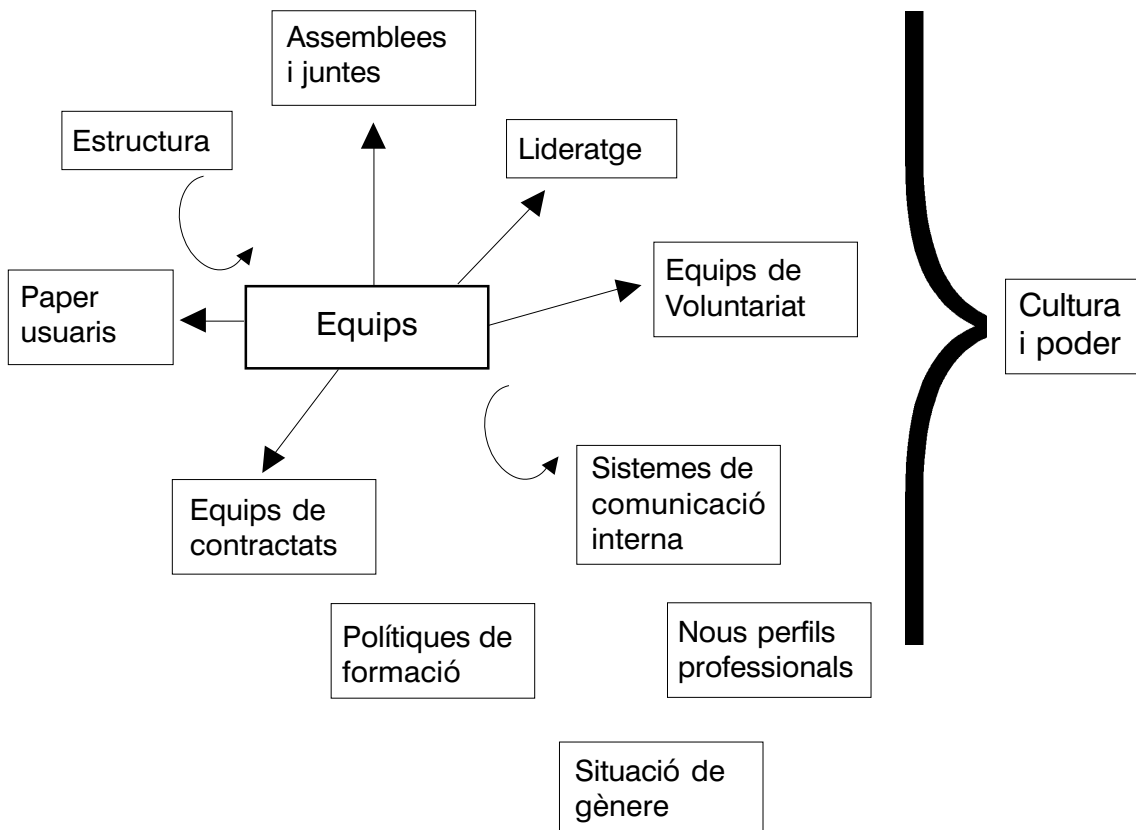 Assemblees
i juntes
Estructura
Lideratge
Paper
usuaris
Equips
Equips de
Voluntariat
Cultura
i poder
Equips de
contractats
Sistemes de
comunicació
interna
Polítiques de
formació
Nous perfils
professionals
Situació de
gènere